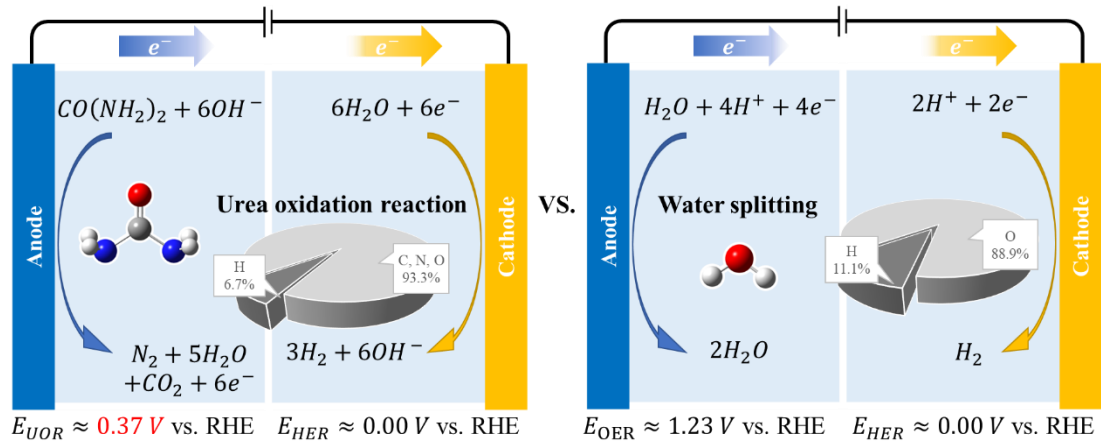 e⁻ e⁻
Anode
CO(NH₂)₂ + 6OH⁻
6H₂O + 6e⁻
Urea oxidation reaction
H
6.7%
C, N, O
93.3%
N₂ + 5H₂O
+CO₂ + 6e⁻
3H₂ + 6OH⁻
Cathode
E_UOR ≈ 0.37 V vs. RHE
E_HER ≈ 0.00 V vs. RHE
VS.
e⁻ e⁻
Anode
H₂O + 4H⁺ + 4e⁻
2H⁺ + 2e⁻
Water splitting
H
11.1%
O
88.9%
2H₂O
H₂
Cathode
E_OER ≈ 1.23 V vs. RHE
E_HER ≈ 0.00 V vs. RHE